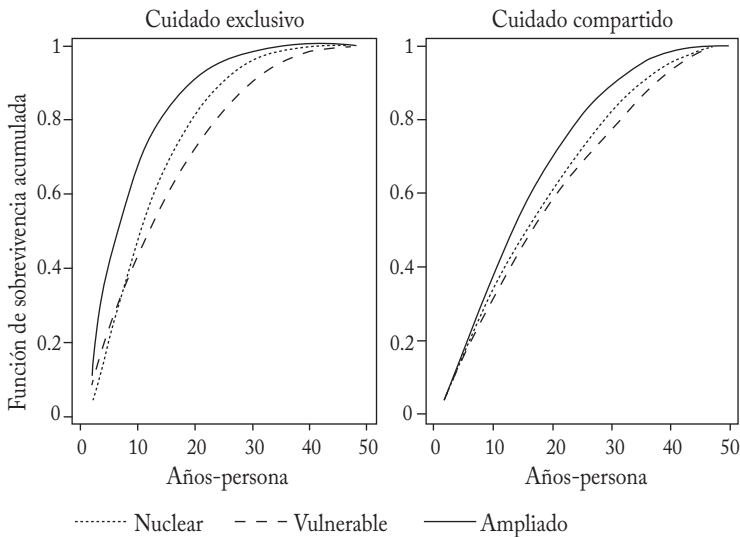 Cuidado exclusivo
Cuidado compartido
Función de sobrevivencia acumulada
1
0.8
0.6
0.4
0.2
0
0 10 20 30 40 50
Años-persona
1
0.8
0.6
0.4
0.2
0
0 10 20 30 40 50
Años-persona
Nuclear Vulnerable Ampliado